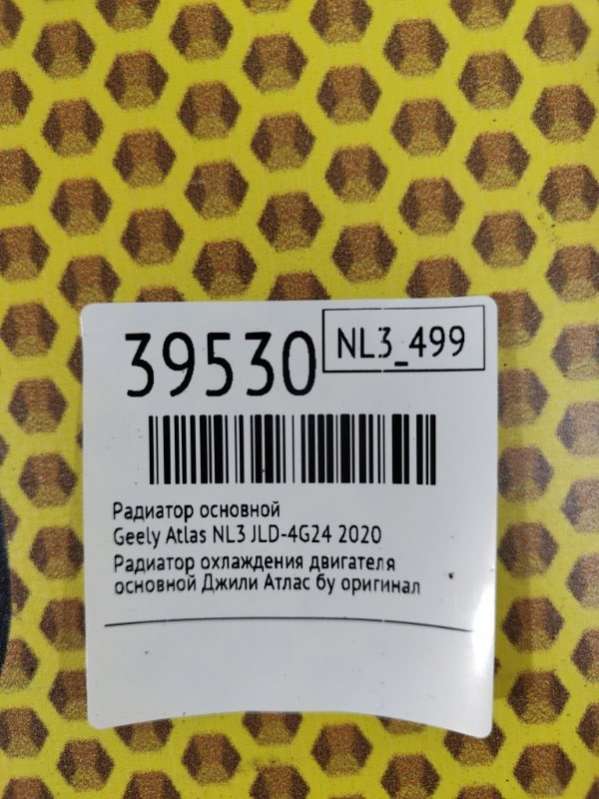 39530
NL3_499
Радиатор основной
Geely Atlas NL3 JLD-4G24 2020
Радиатор охлаждения двигателя
основной Джили Атлас бу оригинал